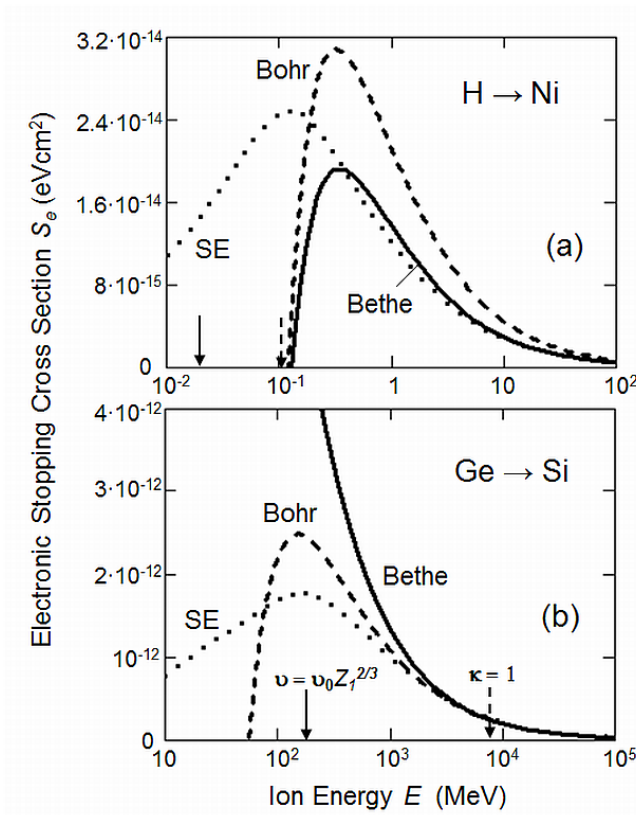 Electronic Stopping Cross Section Se (eVcm²)
3.2·10-14
2.4·10-14
1.6·10-14
8·10-15
0
Bohr
H → Ni
SE
(a)
Bethe
10-2
10-1
1
10
10²
4·10-12
3·10-12
2·10-12
10-12
0
Ge → Si
Bohr
Bethe
SE
(b)
υ = υ0Z12/3
κ = 1
10
10²
10³
10⁴
10⁵
Ion Energy E (MeV)